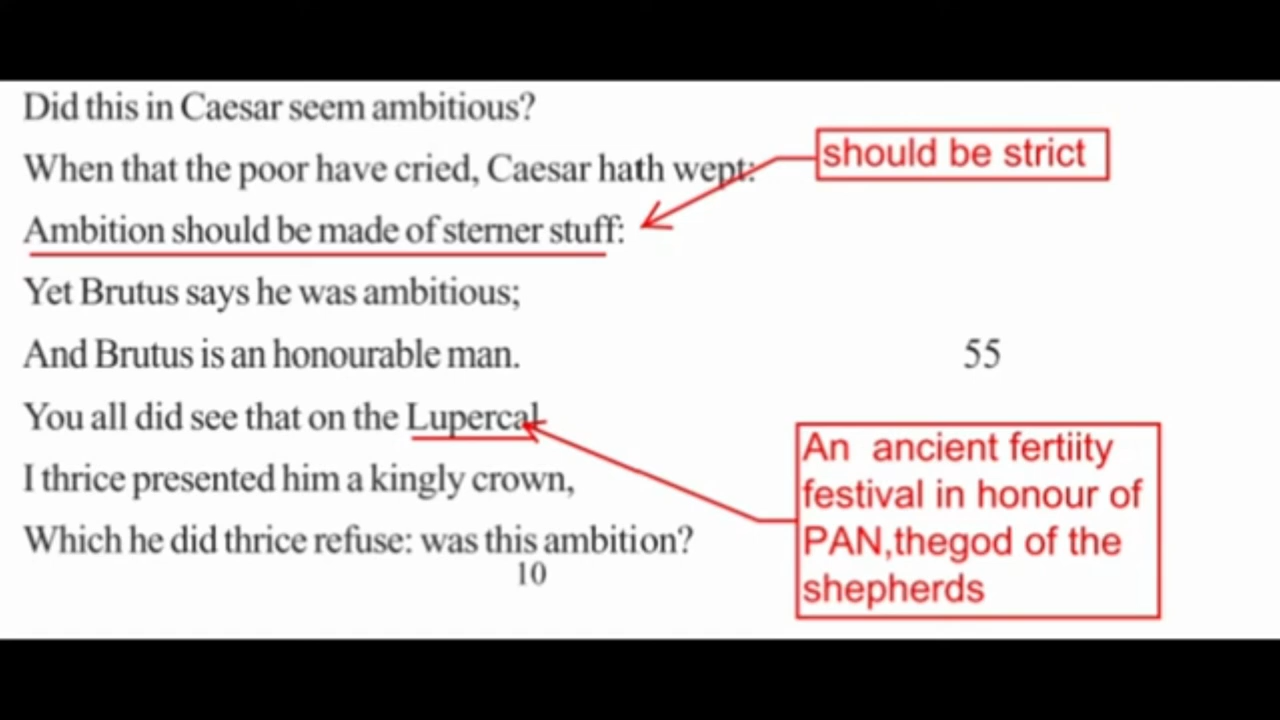 Did this in Caesar seem ambitious?
When that the poor have cried, Caesar hath wept:
should be strict
Ambition should be made of sterner stuff:
Yet Brutus says he was ambitious;
And Brutus is an honourable man.
55
You all did see that on the Lupercal
I thrice presented him a kingly crown,
Which he did thrice refuse: was this ambition?
10
An ancient fertiity
festival in honour of
PAN,thegod of the
shepherds